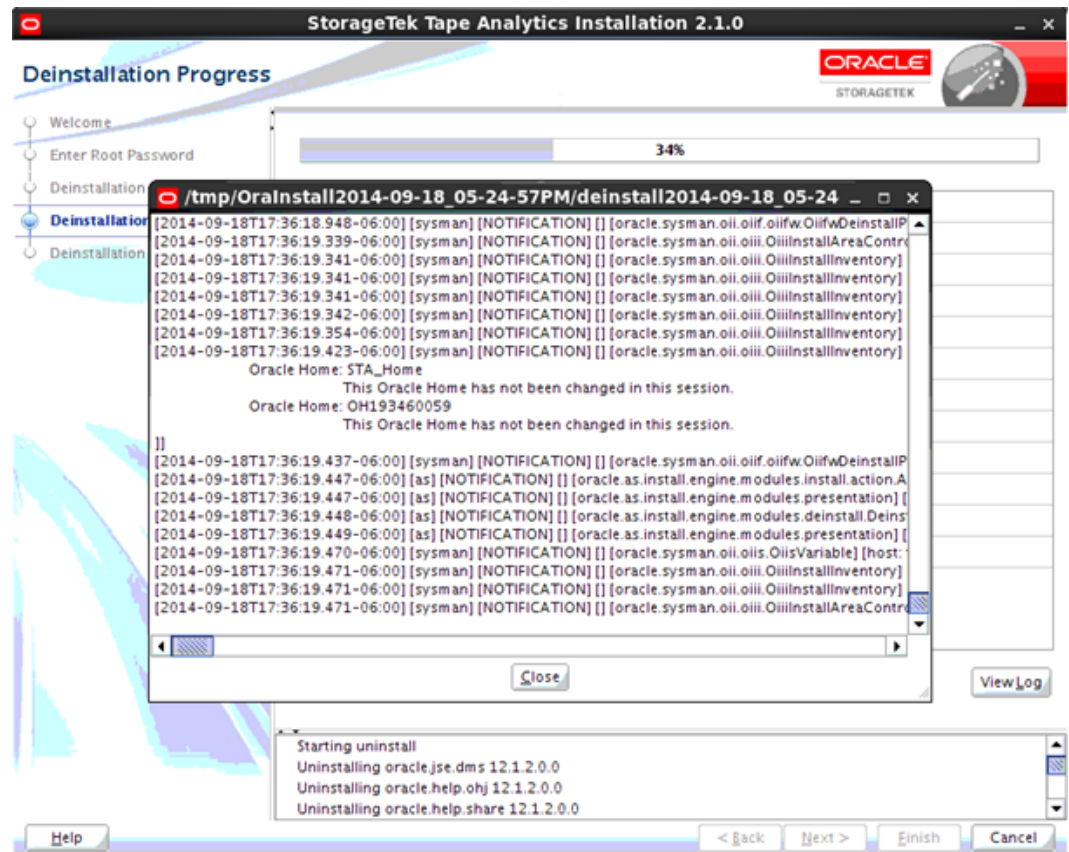 StorageTek Tape Analytics Installation 2.1.0
Deinstallation Progress
ORACLE
STORAGETEK
Welcome
Enter Root Password
Deinstallation
Deinstallation
Deinstallation
34%
/tmp/OraInstall2014-09-18_05-24-57PM/deinstall2014-09-18_05-24
[2014-09-18T17:36:18.948-06:00] [sysman] [NOTIFICATION] [] [oracle.sysman.oii.oiif.oiifw.OiifwDeinstallP
[2014-09-18T17:36:19.339-06:00] [sysman] [NOTIFICATION] [] [oracle.sysman.oii.oiii.OiiiInstallAreaContro
[2014-09-18T17:36:19.341-06:00] [sysman] [NOTIFICATION] [] [oracle.sysman.oii.oiii.OiiiInstallInventory]
[2014-09-18T17:36:19.341-06:00] [sysman] [NOTIFICATION] [] [oracle.sysman.oii.oiii.OiiiInstallInventory]
[2014-09-18T17:36:19.341-06:00] [sysman] [NOTIFICATION] [] [oracle.sysman.oii.oiii.OiiiInstallInventory]
[2014-09-18T17:36:19.342-06:00] [sysman] [NOTIFICATION] [] [oracle.sysman.oii.oiii.OiiiInstallInventory]
[2014-09-18T17:36:19.354-06:00] [sysman] [NOTIFICATION] [] [oracle.sysman.oii.oiii.OiiiInstallInventory]
[2014-09-18T17:36:19.423-06:00] [sysman] [NOTIFICATION] [] [oracle.sysman.oii.oiii.OiiiInstallInventory]
Oracle Home: STA_Home
This Oracle Home has not been changed in this session.
Oracle Home: OH193460059
This Oracle Home has not been changed in this session.
]]
[2014-09-18T17:36:19.437-06:00] [sysman] [NOTIFICATION] [] [oracle.sysman.oii.oiif.oiifw.OiifwDeinstallP
[2014-09-18T17:36:19.447-06:00] [as] [NOTIFICATION] [] [oracle.as.install.engine.modules.install.action.A
[2014-09-18T17:36:19.447-06:00] [as] [NOTIFICATION] [] [oracle.as.install.engine.modules.presentation] [
[2014-09-18T17:36:19.448-06:00] [as] [NOTIFICATION] [] [oracle.as.install.engine.modules.deinstall.Deins
[2014-09-18T17:36:19.449-06:00] [as] [NOTIFICATION] [] [oracle.as.install.engine.modules.presentation] [
[2014-09-18T17:36:19.470-06:00] [sysman] [NOTIFICATION] [] [oracle.sysman.oii.oiis.OiisVariable] [host:
[2014-09-18T17:36:19.471-06:00] [sysman] [NOTIFICATION] [] [oracle.sysman.oii.oiii.OiiiInstallInventory]
[2014-09-18T17:36:19.471-06:00] [sysman] [NOTIFICATION] [] [oracle.sysman.oii.oiii.OiiiInstallInventory]
[2014-09-18T17:36:19.471-06:00] [sysman] [NOTIFICATION] [] [oracle.sysman.oii.oiii.OiiiInstallAreaContro
Close
View Log
Starting uninstall
Uninstalling oracle.jse.dms 12.1.2.0.0
Uninstalling oracle.help.ohj 12.1.2.0.0
Uninstalling oracle.help.share 12.1.2.0.0
Help
< Back
Next >
Finish
Cancel